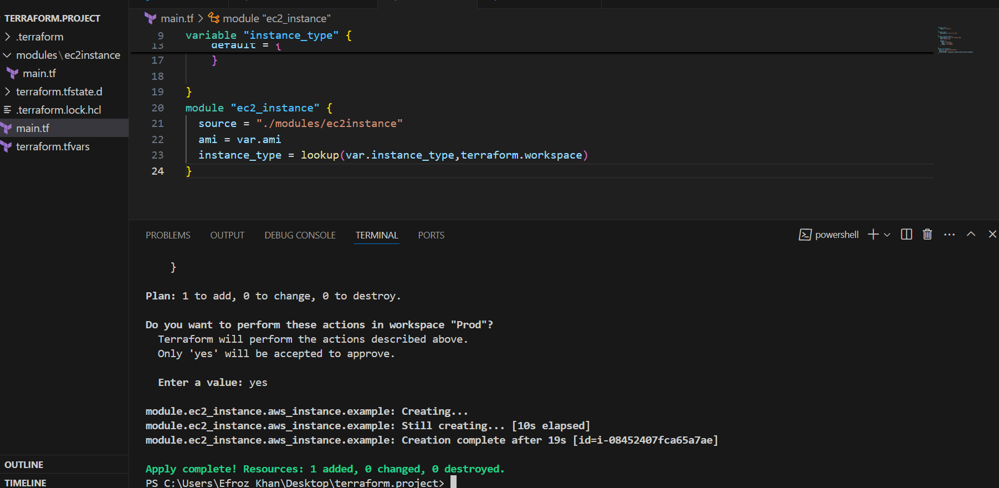 TERRAFORM.PROJECT
.terraform
modules\ec2instance
main.tf
terraform.tfstate.d
.terraform.lock.hcl
main.tf
terraform.tfvars
OUTLINE
TIMELINE
main.tf > module "ec2_instance"
9 variable "instance_type" {
13 default = {
17 }
18
19 }
20 module "ec2_instance" {
21 source = "./modules/ec2instance"
22 ami = var.ami
23 instance_type = lookup(var.instance_type,terraform.workspace)
24 }
PROBLEMS OUTPUT DEBUG CONSOLE TERMINAL PORTS powershell
}
Plan: 1 to add, 0 to change, 0 to destroy.
Do you want to perform these actions in workspace "Prod"?
Terraform will perform the actions described above.
Only 'yes' will be accepted to approve.
Enter a value: yes
module.ec2_instance.aws_instance.example: Creating...
module.ec2_instance.aws_instance.example: Still creating... [10s elapsed]
module.ec2_instance.aws_instance.example: Creation complete after 19s [id=i-08452407fca65a7ae]
Apply complete! Resources: 1 added, 0 changed, 0 destroyed.
PS C:\Users\Efroz Khan\Desktop\terraform.project>